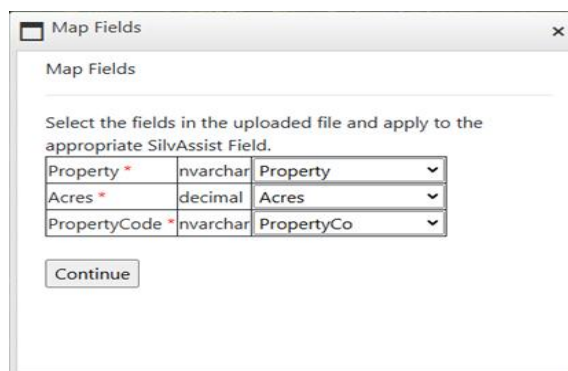 Map Fields
Map Fields
Select the fields in the uploaded file and apply to the
appropriate SilvAssist Field.
Property * nvarchar Property
Acres * decimal Acres
PropertyCode * nvarchar PropertyCo
Continue